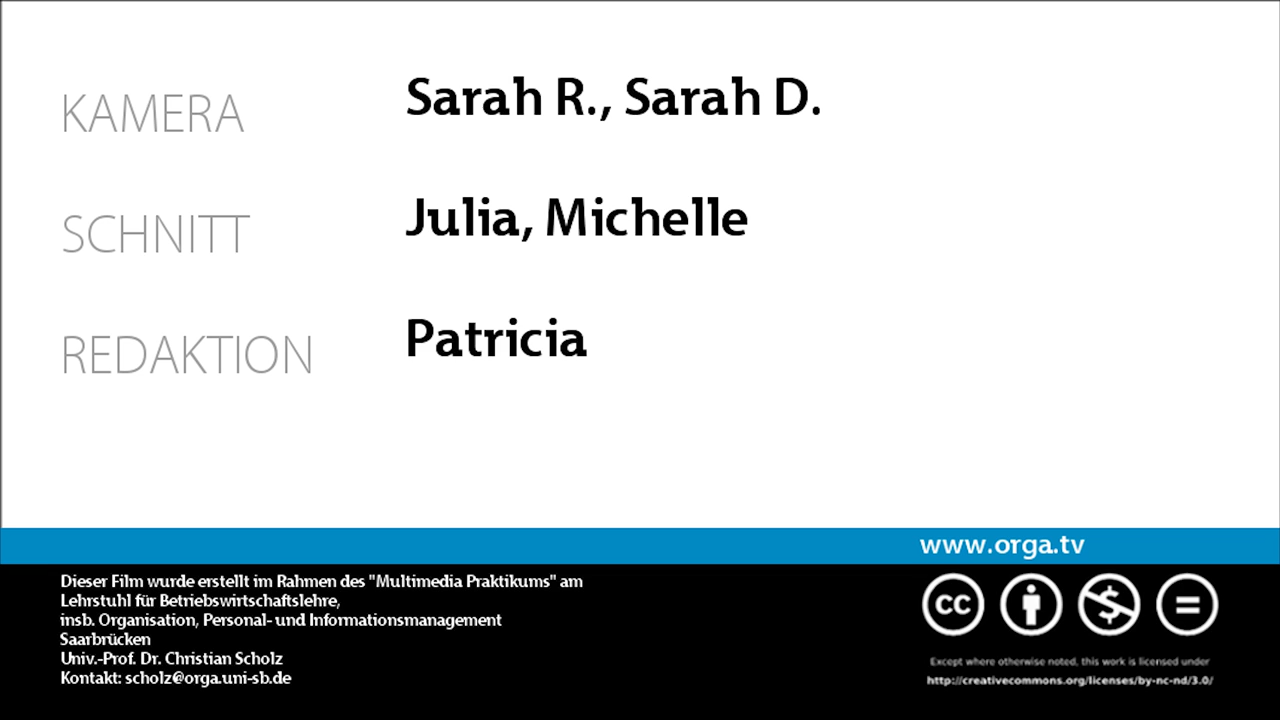 KAMERA Sarah R., Sarah D.
SCHNITT Julia, Michelle
REDAKTION Patricia
www.orga.tv
Dieser Film wurde erstellt im Rahmen des "Multimedia Praktikums" am
Lehrstuhl für Betriebswirtschaftslehre,
insb. Organisation, Personal- und Informationsmanagement
Saarbrücken
Univ.-Prof. Dr. Christian Scholz
Kontakt: scholz@orga.uni-sb.de
cc $ =
Except where otherwise noted, this work is licensed under
http://creativecommons.org/licenses/by-nc-nd/3.0/